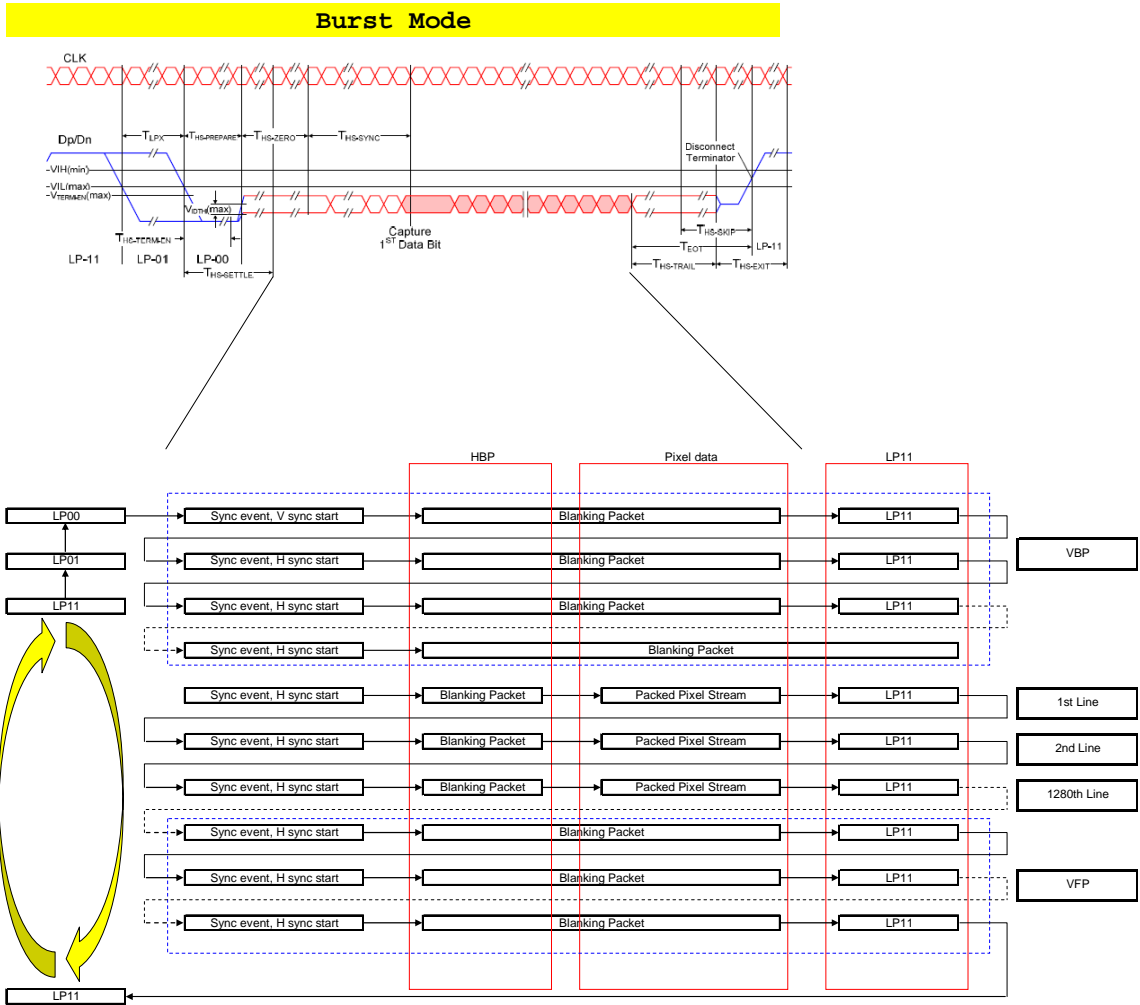 Burst Mode
CLK
Dp/Dn
TLPX
THS-PREPARE
THS-ZERO
THS-SYNC
Disconnect
Terminator
VIH(min)
VIL(max)
VTERM-EN(max)
VIDTH(max)
Capture
1ST Data Bit
THS-TERM-EN
THS-SKIP
TEOT
LP-11
LP-11
LP-01
LP-00
THS-SETTLE
THS-TRAIL
THS-EXIT
HBP
Pixel data
LP11
LP00
Sync event, V sync start
Blanking Packet
LP11
LP01
Sync event, H sync start
Blanking Packet
LP11
VBP
LP11
Sync event, H sync start
Blanking Packet
LP11
Sync event, H sync start
Blanking Packet
Sync event, H sync start
Blanking Packet
Packed Pixel Stream
LP11
1st Line
Sync event, H sync start
Blanking Packet
Packed Pixel Stream
LP11
2nd Line
Sync event, H sync start
Blanking Packet
Packed Pixel Stream
LP11
1280th Line
Sync event, H sync start
Blanking Packet
LP11
Sync event, H sync start
Blanking Packet
LP11
VFP
Sync event, H sync start
Blanking Packet
LP11
LP11